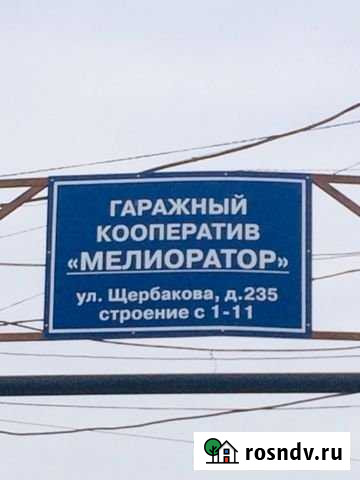 ГАРАЖНЫЙ
КООПЕРАТИВ
«МЕЛИОРАТОР»
ул. Щербакова, д.235
строение с 1-11
rosndv.ru